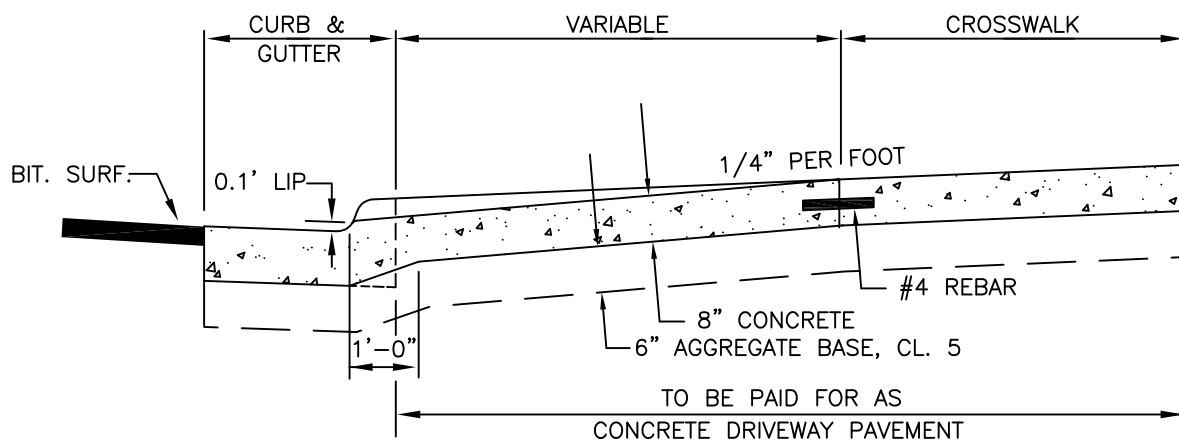 CURB &
GUTTER
VARIABLE
CROSSWALK
BIT. SURF.
0.1' LIP
1/4" PER FOOT
#4 REBAR
8" CONCRETE
6" AGGREGATE BASE, CL. 5
1'-0"
TO BE PAID FOR AS
CONCRETE DRIVEWAY PAVEMENT